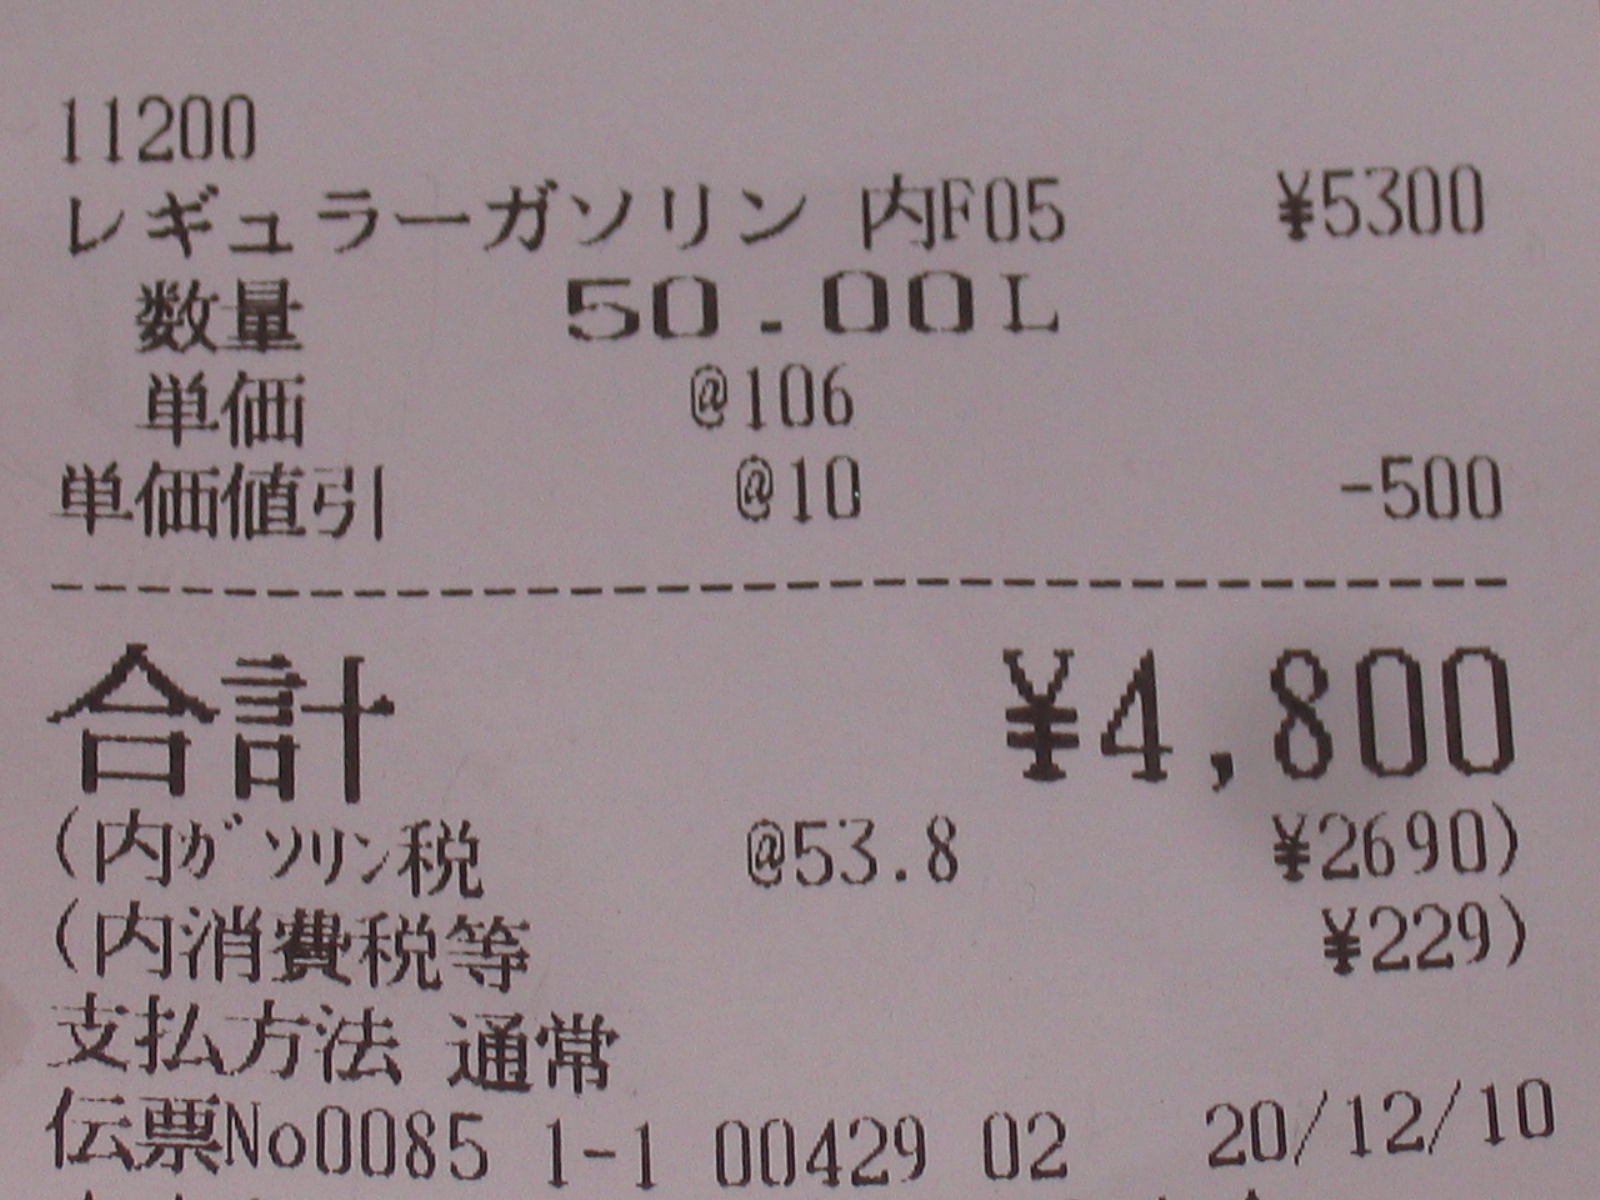 11200
レギュラーガソリン 内F05 ¥5300
数量 50.00L
単価 @106
単価値引 @10 -500
合計 ¥4,800
(内ｶﾞｿﾘﾝ税 @53.8 ¥2690)
(内消費税等 ¥229)
支払方法 通常
伝票No0085 1-1 00429 02 20/12/10